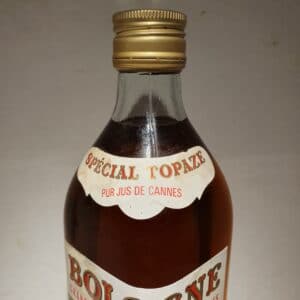 SPÉCIAL TOPAZE
PUR JUS DE CANNES
BOLOGNE